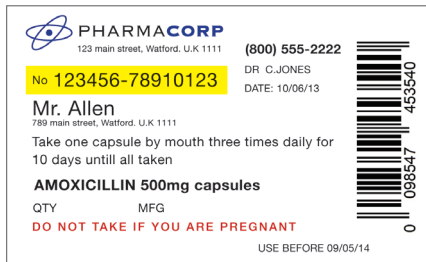 PHARMACORP
123 main street, Watford. U.K 1111
(800) 555-2222
No 123456-78910123
DR C.JONES
DATE: 10/06/13
Mr. Allen
789 main street, Watford. U.K 1111
Take one capsule by mouth three times daily for
10 days untill all taken
AMOXICILLIN 500mg capsules
QTY MFG
DO NOT TAKE IF YOU ARE PREGNANT
USE BEFORE 09/05/14
0 098547 453540